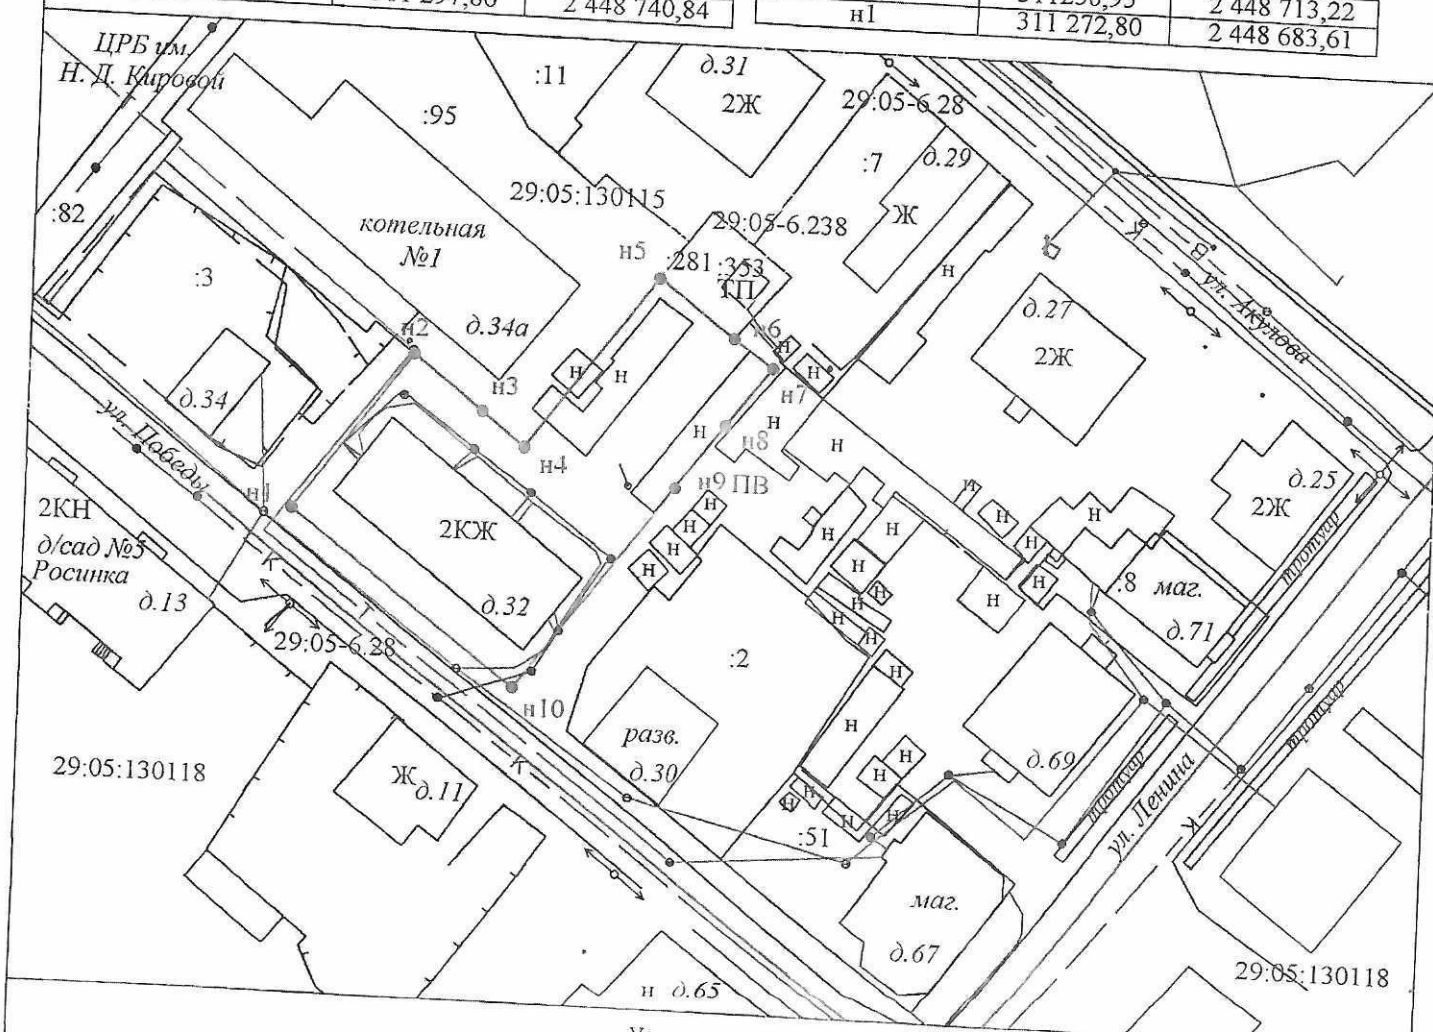 2 448 740,84
2 448 713,22
н1
311 272,80
2 448 683,61
ЦРБ им.
Н. Д. Кировой
:11
д.31
2Ж
29:05-6.28
:95
:7
д.29
29:05:130115
29:05-6.238
:82
котельная
№1
Ж
К
В
ул. Акулова
н5
:281
:353
ТП
н
:3
д.27
2Ж
н2
д.34а
н6
н
н
н
н
н3
н7
д.34
ул. Победы
н
н
н
н8
н4
д.25
2Ж
н1
н9
ПВ
2КН
д/сад №5
Росинка
2КЖ
н
н
н
н
н
н
н
н
н
н
тротуар
К
д.13
д.32
н
н
н
н
н
н
:8
маг.
д.71
29:05-6.28
н
н
:2
н
н10
н
разв.
д.30
н
н
д.69
тротуар
29:05:130118
К
Ж
д.11
н
н
н
н
тротуар
ул. Ленина
К
:51
маг.
д.67
н
д.65
29:05:130118